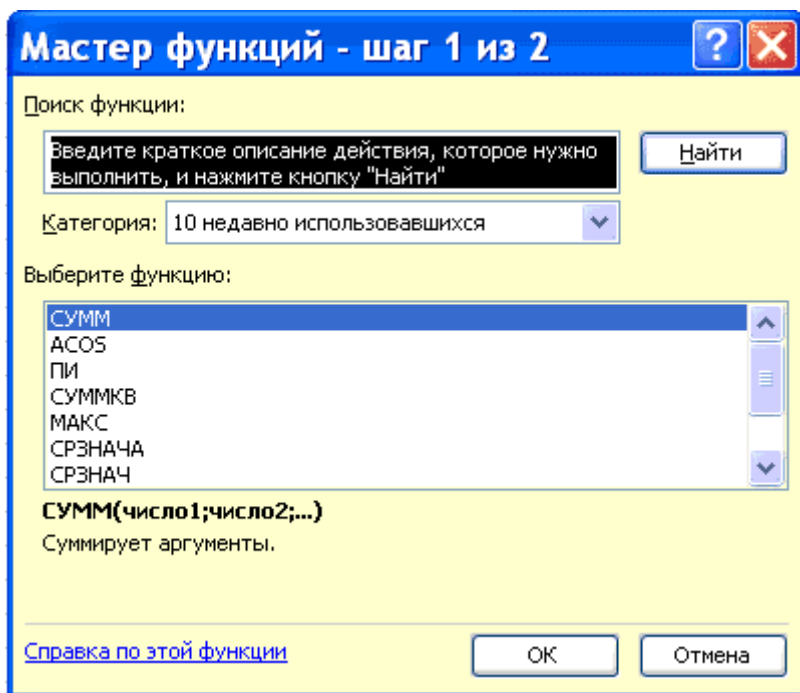 Мастер функций - шаг 1 из 2
Поиск функции:
Введите краткое описание действия, которое нужно
выполнить, и нажмите кнопку "Найти"
Найти
Категория: 10 недавно использовавшихся
Выберите функцию:
СУММ
ACOS
ПИ
СУММКВ
МАКС
СРЗНАЧА
СРЗНАЧ
СУММ(число1;число2;...)
Суммирует аргументы.
Справка по этой функции
ОК
Отмена